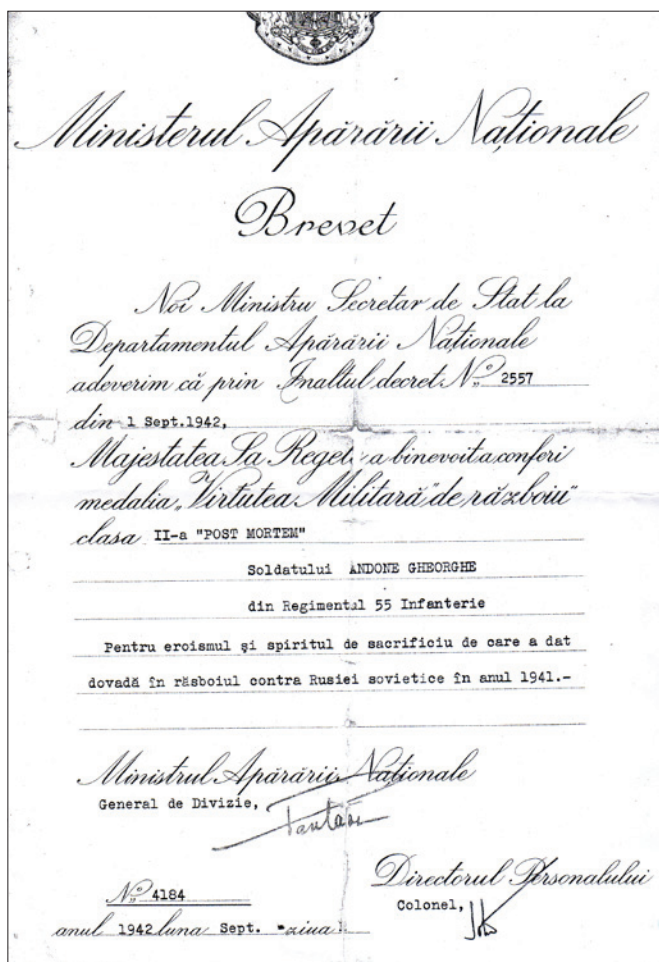 Ministerul Apărării Naționale
Brevet
Noi Ministru Secretar de Stat la
Departamentul Apărării Naționale
adeverim că prin Inaltul decret No 2557
din 1 Sept.1942,
Majestatea Sa Regele a binevoit a conferi
medalia „Virtutea Militară" de războiu"
clasa II-a "POST MORTEM"
Soldatului ANDONE GHEORGHE
din Regimentul 55 Infanterie
Pentru eroismul și spiritul de sacrificiu de care a dat
dovadă în răsboiul contra Rusiei sovietice în anul 1941.-
Ministrul Apărării Naționale
General de Divizie,
No 4184
Directorul Personalului
Colonel,
anul 1942 luna Sept. ziua